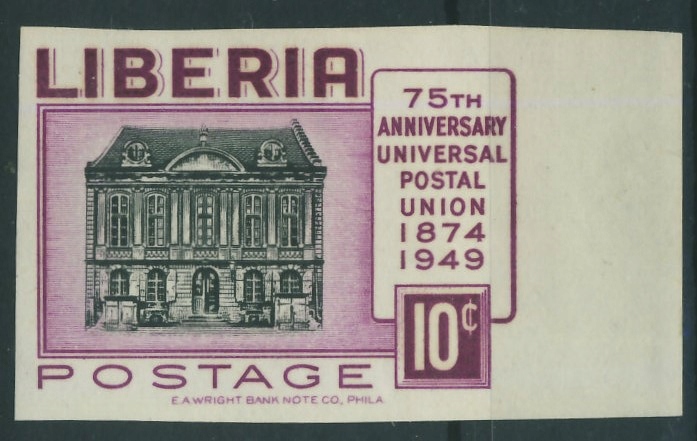 LIBERIA
75TH
ANNIVERSARY
UNIVERSAL
POSTAL
UNION
1874
1949
10¢
POSTAGE
E.A.WRIGHT BANK NOTE CO., PHILA.